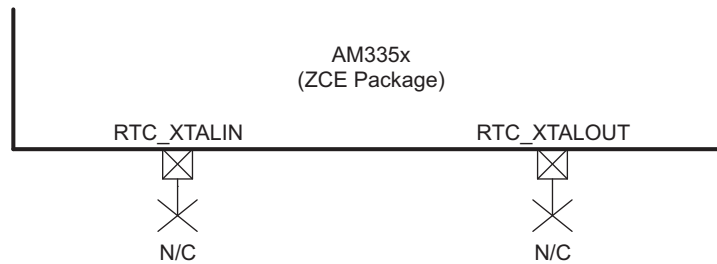 AM335x
(ZCE Package)
RTC_XTALIN
RTC_XTALOUT
N/C
N/C